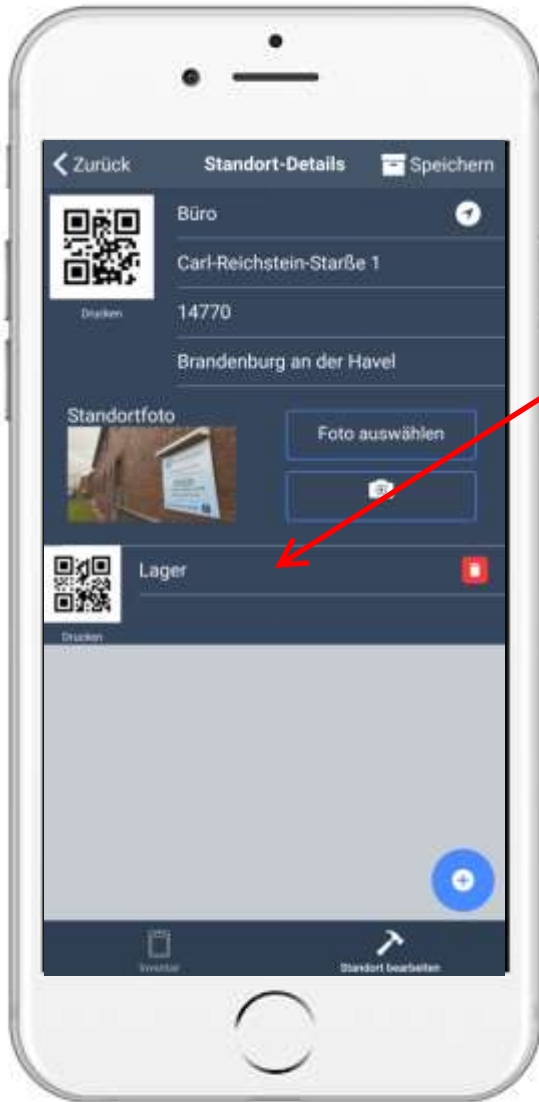 Zurück Standort-Details Speichern
Büro
Carl-Reichstein-Starße 1
Drucken 14770
Brandenburg an der Havel
Standortfoto
Foto auswählen
Lager
Drucken
Inventar Standort bearbeiten